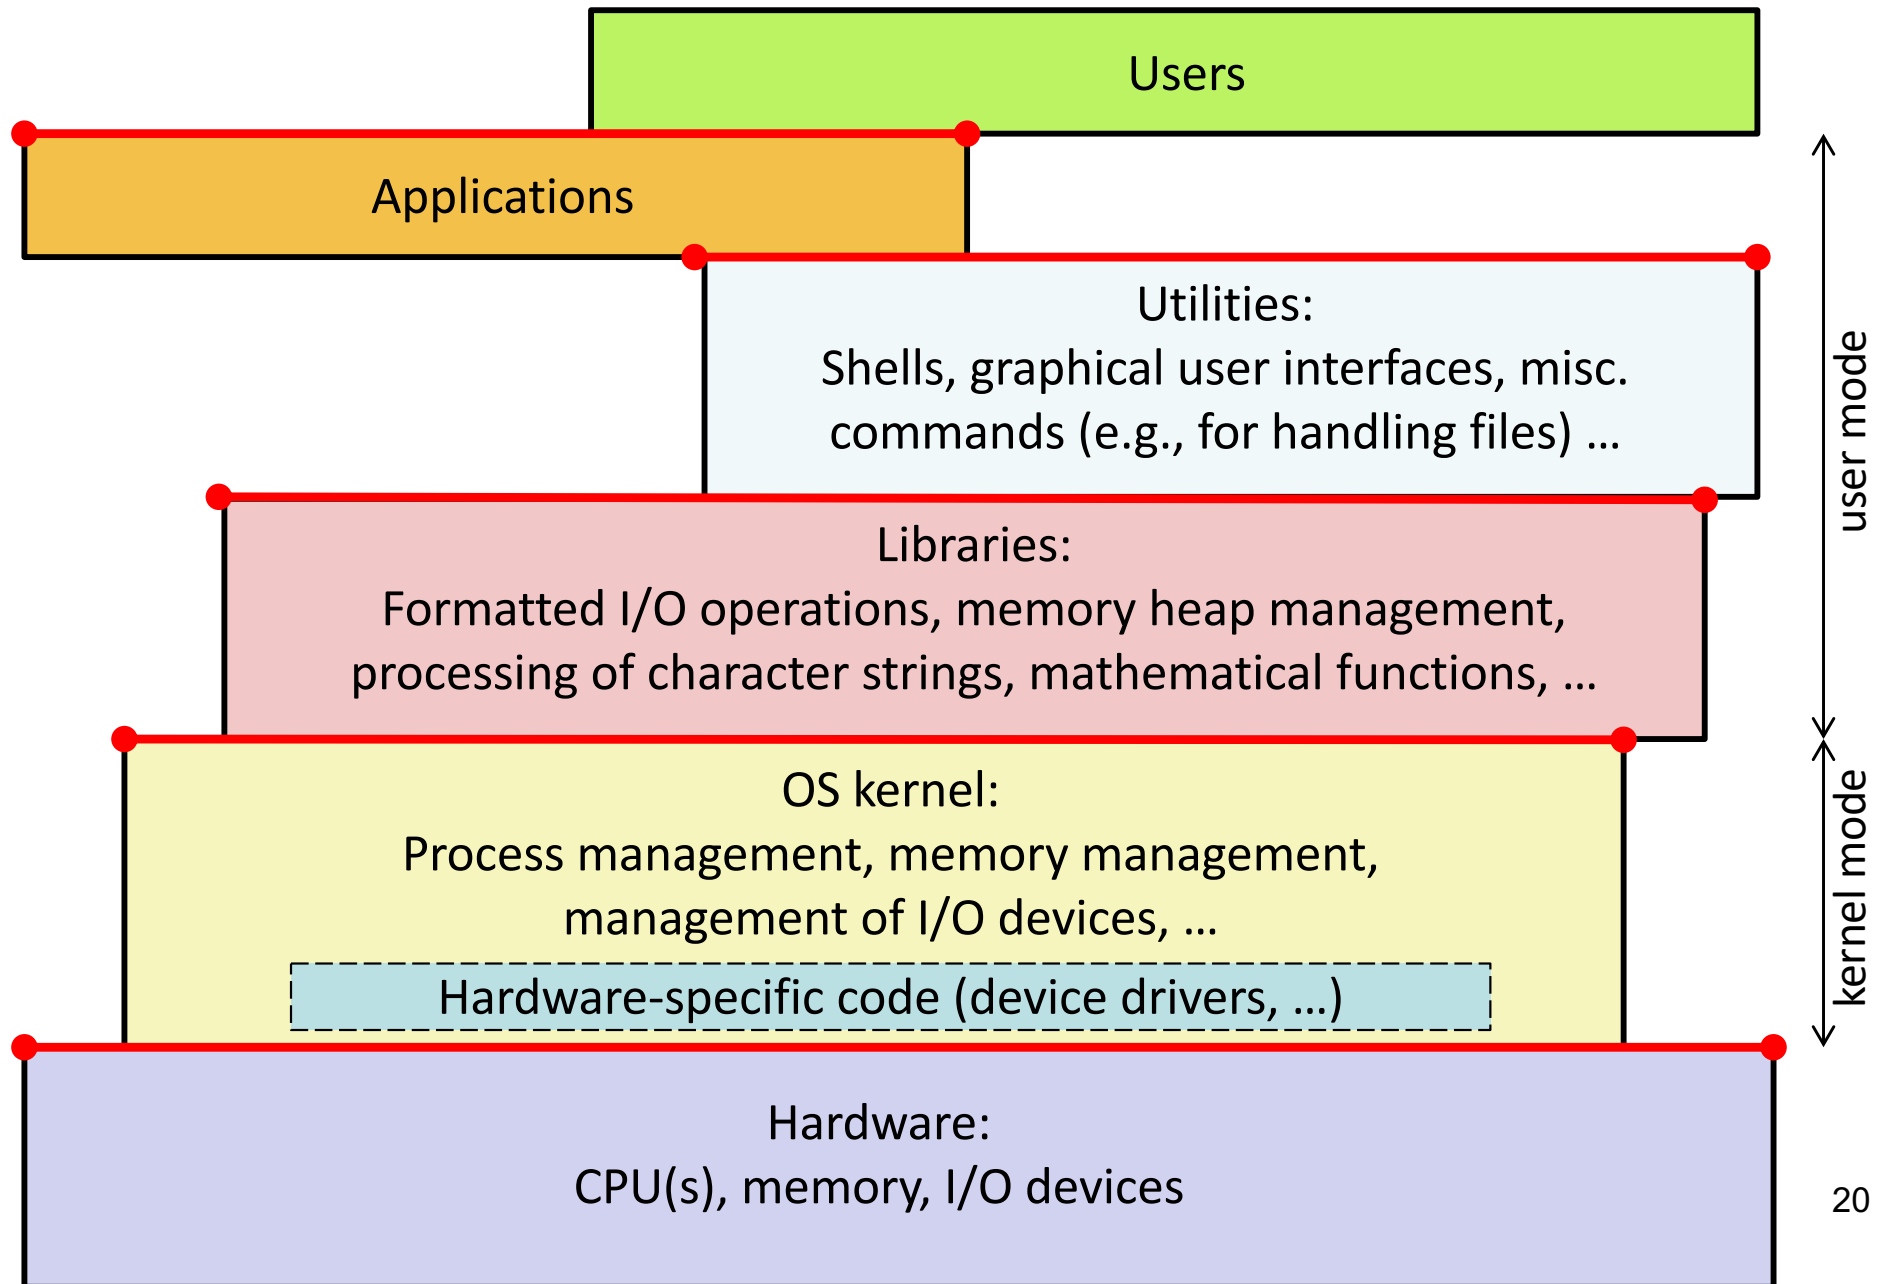 Users
Applications
Utilities:
Shells, graphical user interfaces, misc.
commands (e.g., for handling files) …
user mode
Libraries:
Formatted I/O operations, memory heap management,
processing of character strings, mathematical functions, …
OS kernel:
Process management, memory management,
management of I/O devices, …
Hardware-specific code (device drivers, …)
kernel mode
Hardware:
CPU(s), memory, I/O devices
20